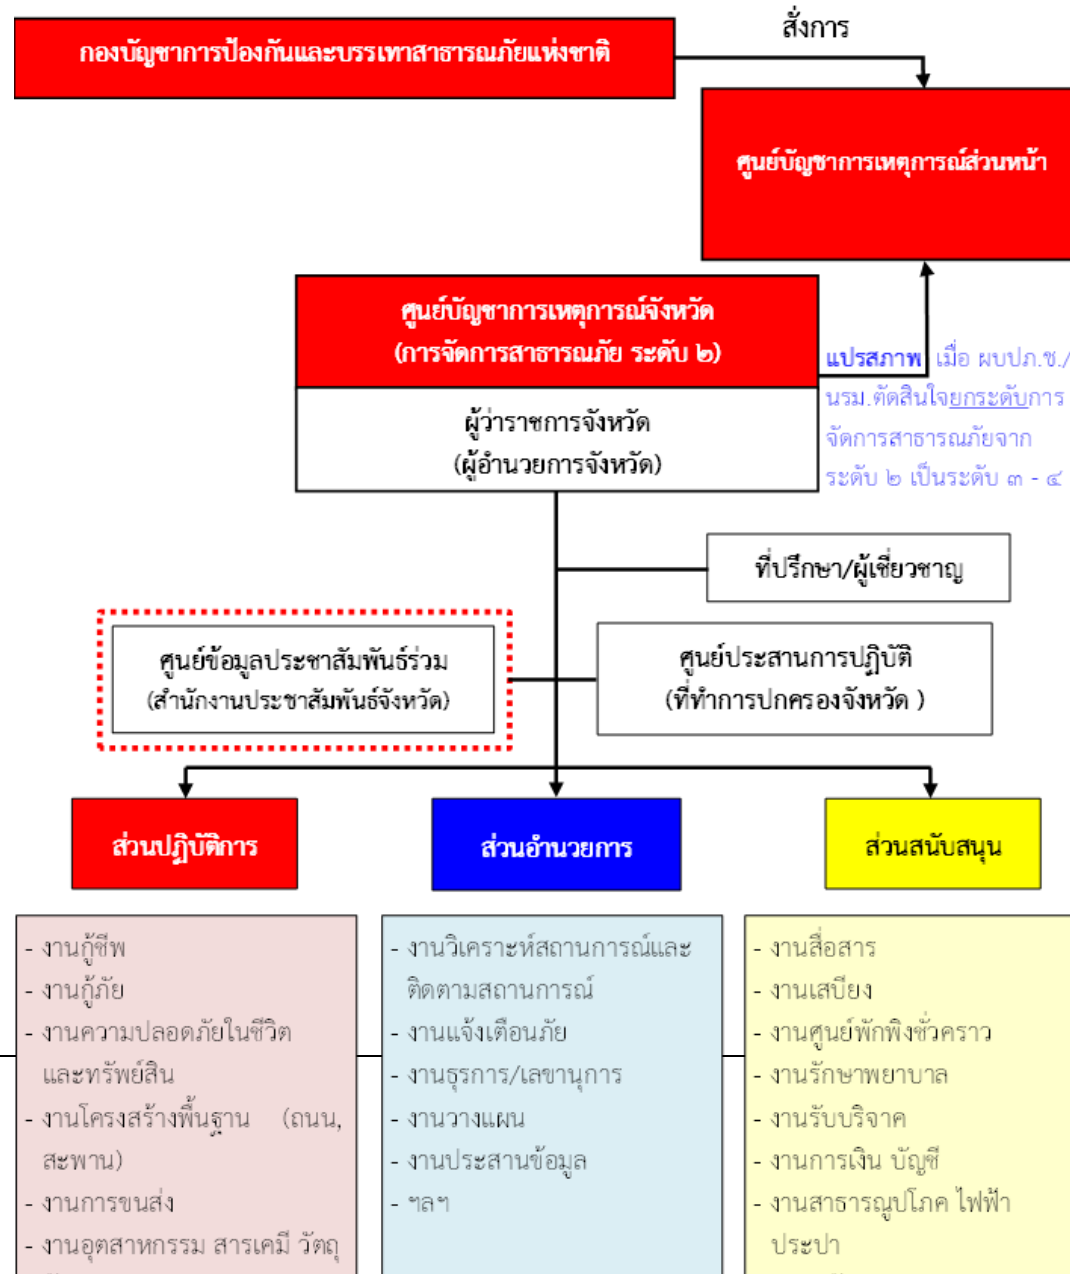 สั่งการ
กองบัญชาการป้องกันและบรรเทาสาธารณภัยแห่งชาติ
ศูนย์บัญชาการเหตุการณ์ส่วนหน้า
ศูนย์บัญชาการเหตุการณ์จังหวัด
(การจัดการสาธารณภัย ระดับ ๒)
ผู้ว่าราชการจังหวัด
(ผู้อำนวยการจังหวัด)
แปรสภาพ เมื่อ ผบปภ.ช./
นรม.ตัดสินใจยกระดับการ
จัดการสาธารณภัยจาก
ระดับ ๒ เป็นระดับ ๓ - ๔
ที่ปรึกษา/ผู้เชี่ยวชาญ
ศูนย์ข้อมูลประชาสัมพันธ์ร่วม
(สำนักงานประชาสัมพันธ์จังหวัด)
ศูนย์ประสานการปฏิบัติ
(ที่ทำการปกครองจังหวัด )
ส่วนปฏิบัติการ
ส่วนอำนวยการ
ส่วนสนับสนุน
- งานกู้ชีพ
- งานกู้ภัย
- งานความปลอดภัยในชีวิต
และทรัพย์สิน
- งานโครงสร้างพื้นฐาน (ถนน,
สะพาน)
- งานการขนส่ง
- งานอุตสาหกรรม สารเคมี วัตถุ
- งานวิเคราะห์สถานการณ์และ
ติดตามสถานการณ์
- งานแจ้งเตือนภัย
- งานธุรการ/เลขานุการ
- งานวางแผน
- งานประสานข้อมูล
- ฯลฯ
- งานสื่อสาร
- งานเสบียง
- งานศูนย์พักพิงชั่วคราว
- งานรักษาพยาบาล
- งานรับบริจาค
- งานการเงิน บัญชี
- งานสาธารณูปโภค ไฟฟ้า
ประปา